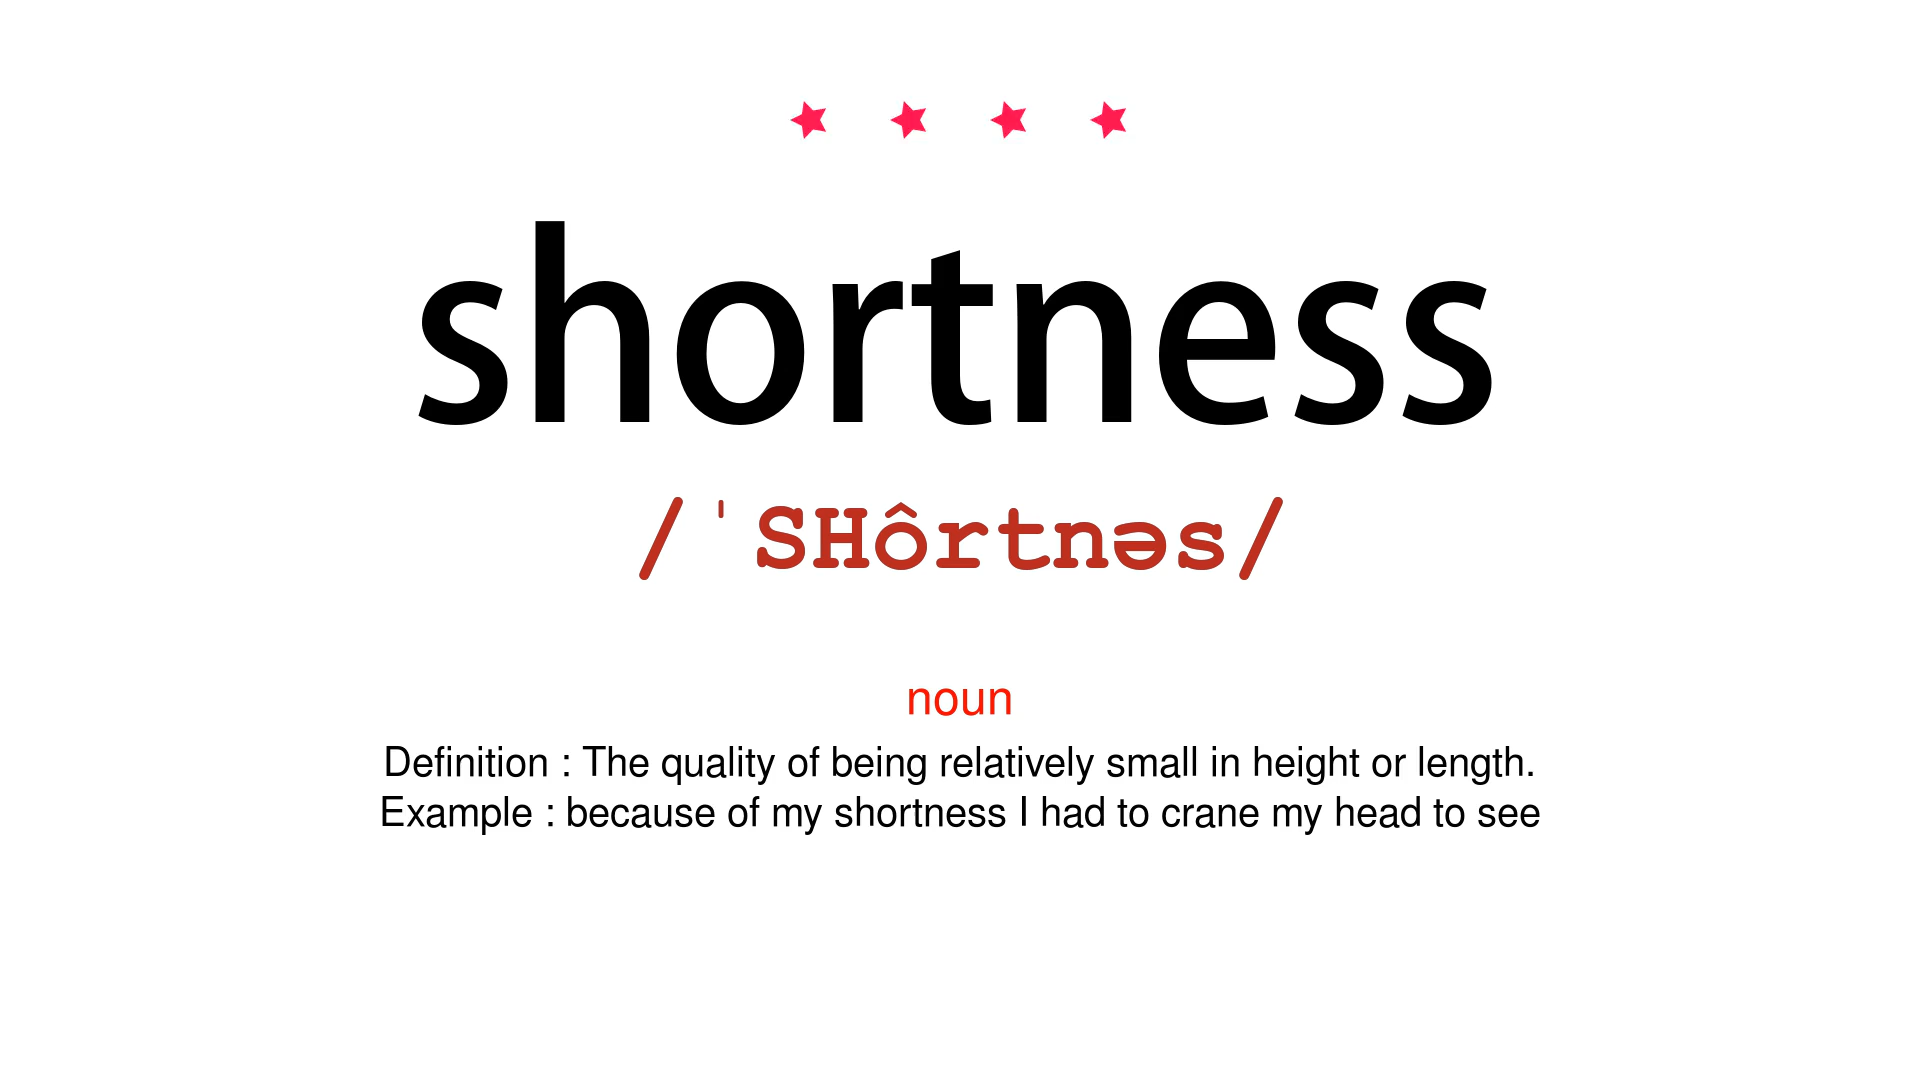 shortness
/ˈSHôrtnəs/
noun
Definition : The quality of being relatively small in height or length.
Example : because of my shortness I had to crane my head to see